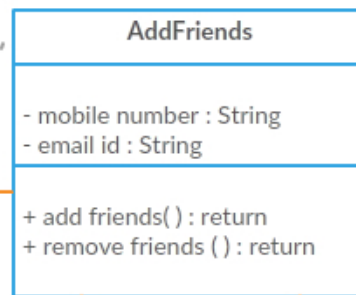 AddFriends
- mobile number : String
- email id : String
+ add friends( ) : return
+ remove friends ( ) : return